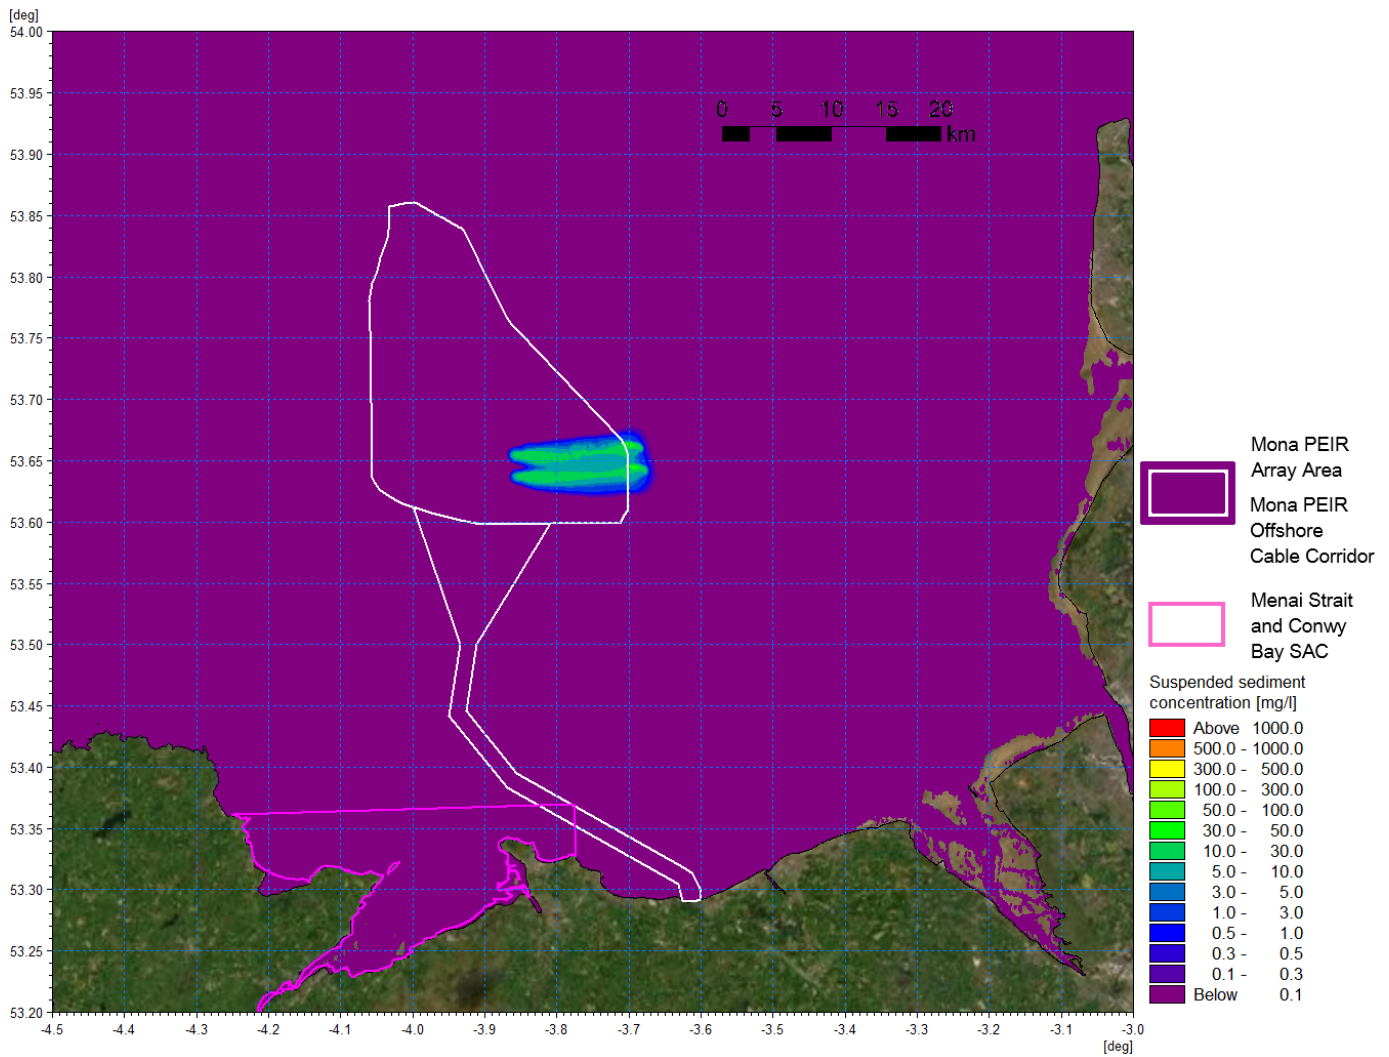 [deg]
54.00
53.95
53.90
53.85
53.80
53.75
53.70
53.65
53.60
53.55
53.50
53.45
53.40
53.35
53.30
53.25
53.20
-4.5 -4.4 -4.3 -4.2 -4.1 -4.0 -3.9 -3.8 -3.7 -3.6 -3.5 -3.4 -3.3 -3.2 -3.1 -3.0
[deg]
0 5 10 15 20
km
Mona PEIR
Array Area
Mona PEIR
Offshore
Cable Corridor
Menai Strait
and Conwy
Bay SAC
Suspended sediment
concentration [mg/l]
Above 1000.0
500.0 - 1000.0
300.0 - 500.0
100.0 - 300.0
50.0 - 100.0
30.0 - 50.0
10.0 - 30.0
5.0 - 10.0
3.0 - 5.0
1.0 - 3.0
0.5 - 1.0
0.3 - 0.5
0.1 - 0.3
Below 0.1